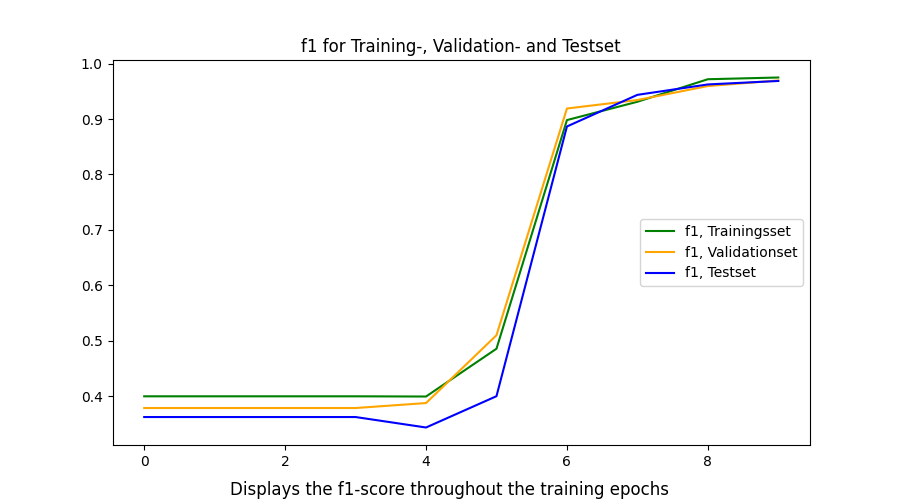 f1 for Training-, Validation- and Testset
1.0
0.9
0.8
0.7
0.6
0.5
0.4
f1, Trainingsset
f1, Validationset
f1, Testset
0 2 4 6 8
Displays the f1-score throughout the training epochs